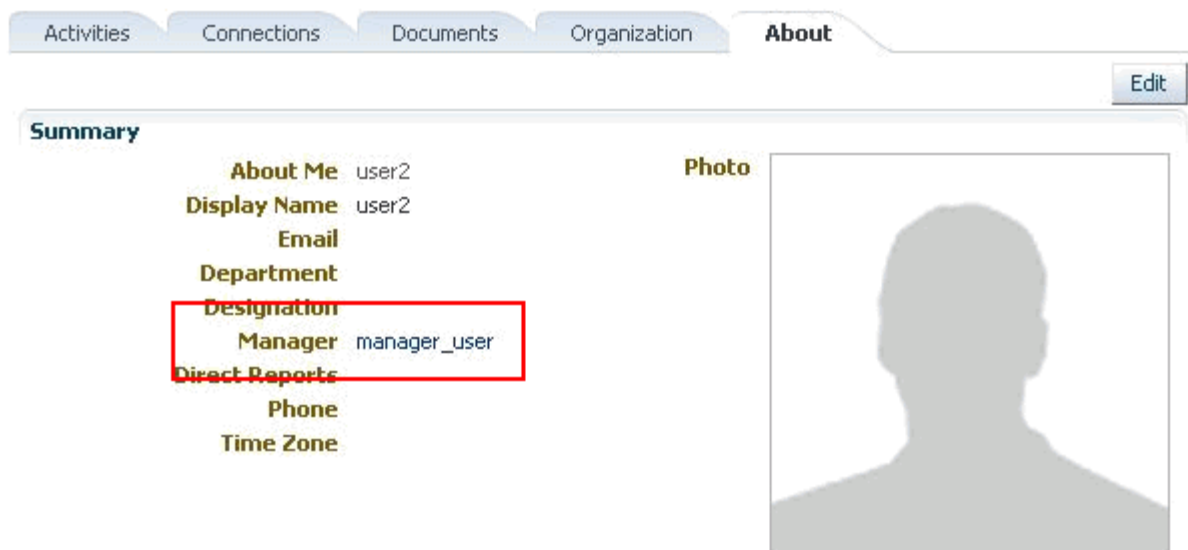 Activities Connections Documents Organization About
Edit
Summary
About Me user2
Display Name user2
Email
Department
Designation
Manager manager_user
Direct Reports
Phone
Time Zone
Photo